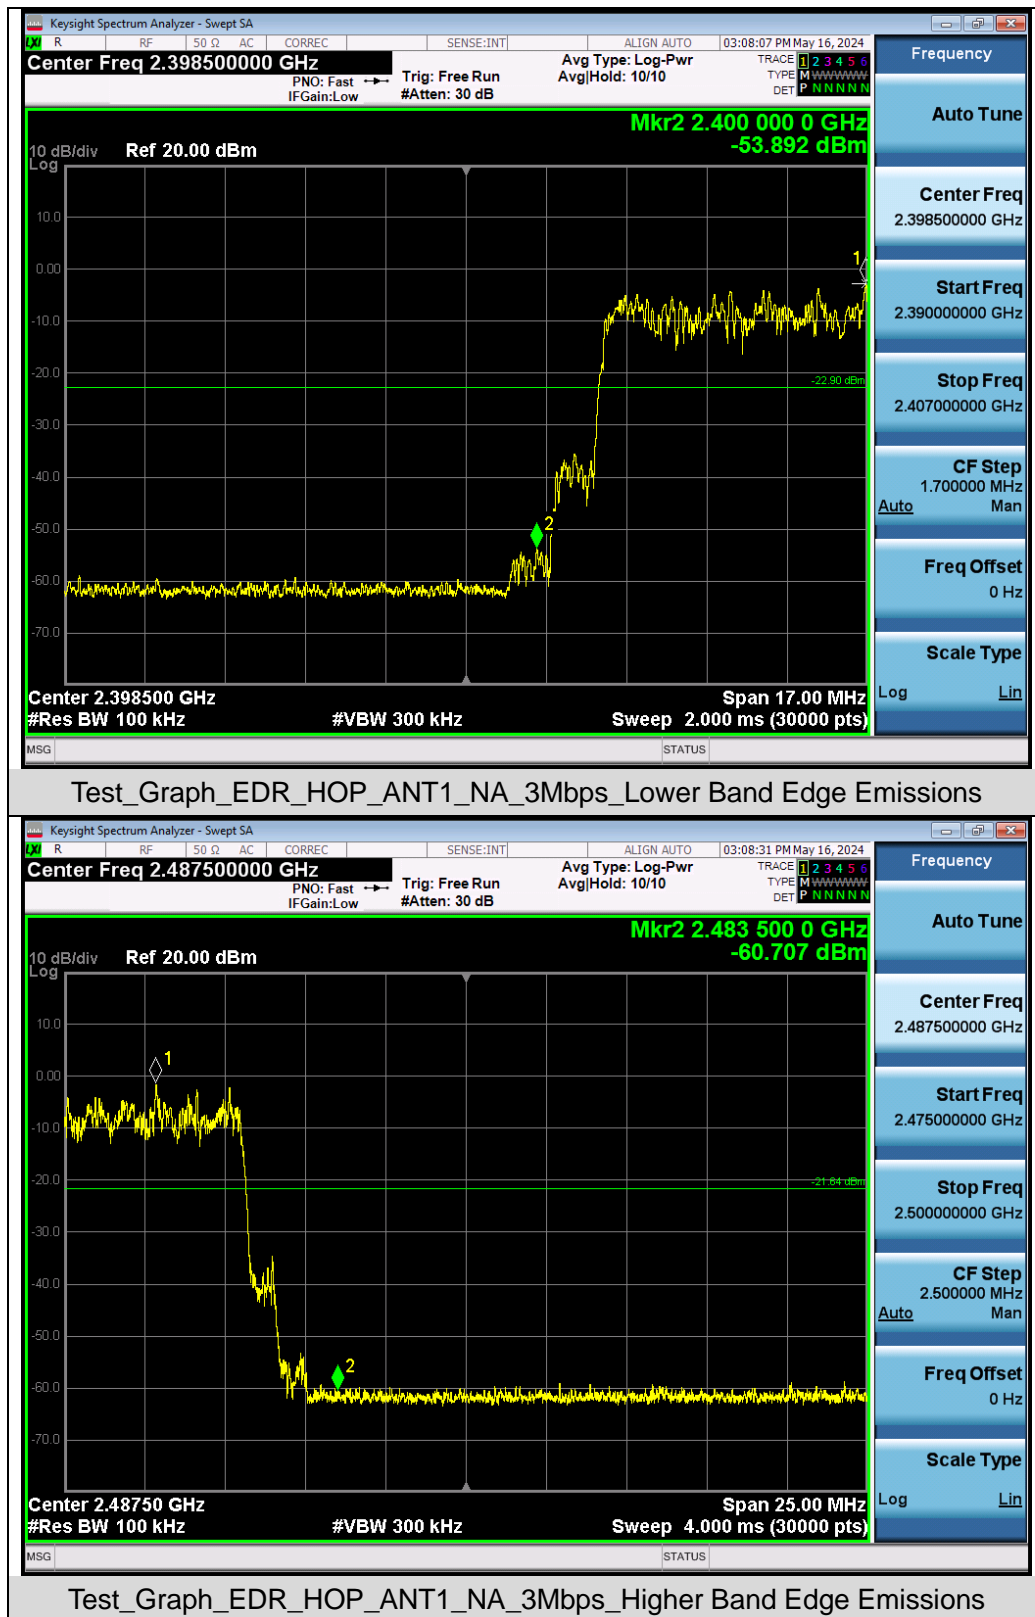 Keysight Spectrum Analyzer - Swept SA
LXI R RF 50 Ω AC CORREC SENSE:INT ALIGN AUTO 03:08:07 PM May 16, 2024
Center Freq 2.398500000 GHz
PNO: Fast
IFGain:Low
Trig: Free Run
#Atten: 30 dB
Avg Type: Log-Pwr
Avg|Hold: 10/10
TRACE 1 2 3 4 5 6
TYPE M WWWWW
DET P N N N N N
Mkr2 2.400 000 0 GHz
-53.892 dBm
10 dB/div Ref 20.00 dBm
Log
10.0
0.00
-10.0
-20.0
-30.0
-40.0
-50.0
-60.0
-70.0
1
-22.90 dBm
2
Center 2.398500 GHz Span 17.00 MHz
#Res BW 100 kHz #VBW 300 kHz Sweep 2.000 ms (30000 pts)
MSG STATUS
Frequency
Auto Tune
Center Freq
2.398500000 GHz
Start Freq
2.390000000 GHz
Stop Freq
2.407000000 GHz
CF Step
1.700000 MHz
Auto Man
Freq Offset
0 Hz
Scale Type
Log Lin
Test_Graph_EDR_HOP_ANT1_NA_3Mbps_Lower Band Edge Emissions
Keysight Spectrum Analyzer - Swept SA
LXI R RF 50 Ω AC CORREC SENSE:INT ALIGN AUTO 03:08:31 PM May 16, 2024
Center Freq 2.487500000 GHz
PNO: Fast
IFGain:Low
Trig: Free Run
#Atten: 30 dB
Avg Type: Log-Pwr
Avg|Hold: 10/10
TRACE 1 2 3 4 5 6
TYPE M WWWWW
DET P N N N N N
Mkr2 2.483 500 0 GHz
-60.707 dBm
10 dB/div Ref 20.00 dBm
Log
10.0
0.00
-10.0
-20.0
-30.0
-40.0
-50.0
-60.0
-70.0
1
-21.64 dBm
2
Center 2.48750 GHz Span 25.00 MHz
#Res BW 100 kHz #VBW 300 kHz Sweep 4.000 ms (30000 pts)
MSG STATUS
Frequency
Auto Tune
Center Freq
2.487500000 GHz
Start Freq
2.475000000 GHz
Stop Freq
2.500000000 GHz
CF Step
2.500000 MHz
Auto Man
Freq Offset
0 Hz
Scale Type
Log Lin
Test_Graph_EDR_HOP_ANT1_NA_3Mbps_Higher Band Edge Emissions